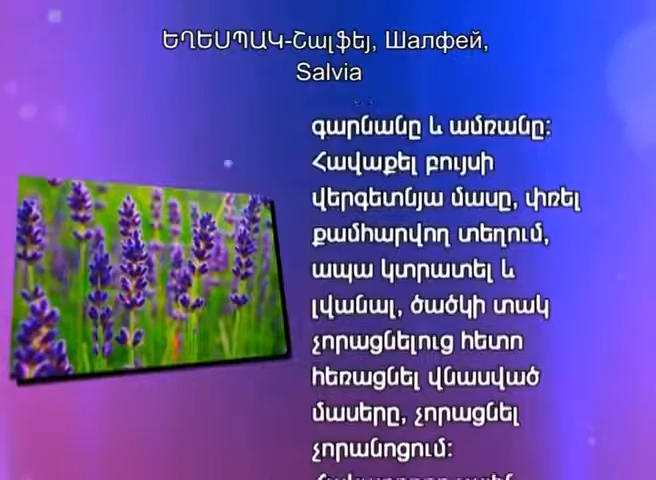 ԵՂԵՍՊԱԿ-Շալֆեյ, Шалфей,
Salvia
գարնանը և ամռանը:
Հավաքել բույսի
վերգետնյա մասը, փռել
քամհարվող տեղում,
ապա կտրատել և
լվանալ, ծածկի տակ
չորացնելուց հետո
հեռացնել վնասված
մասերը, չորացնել
չորանոցում: